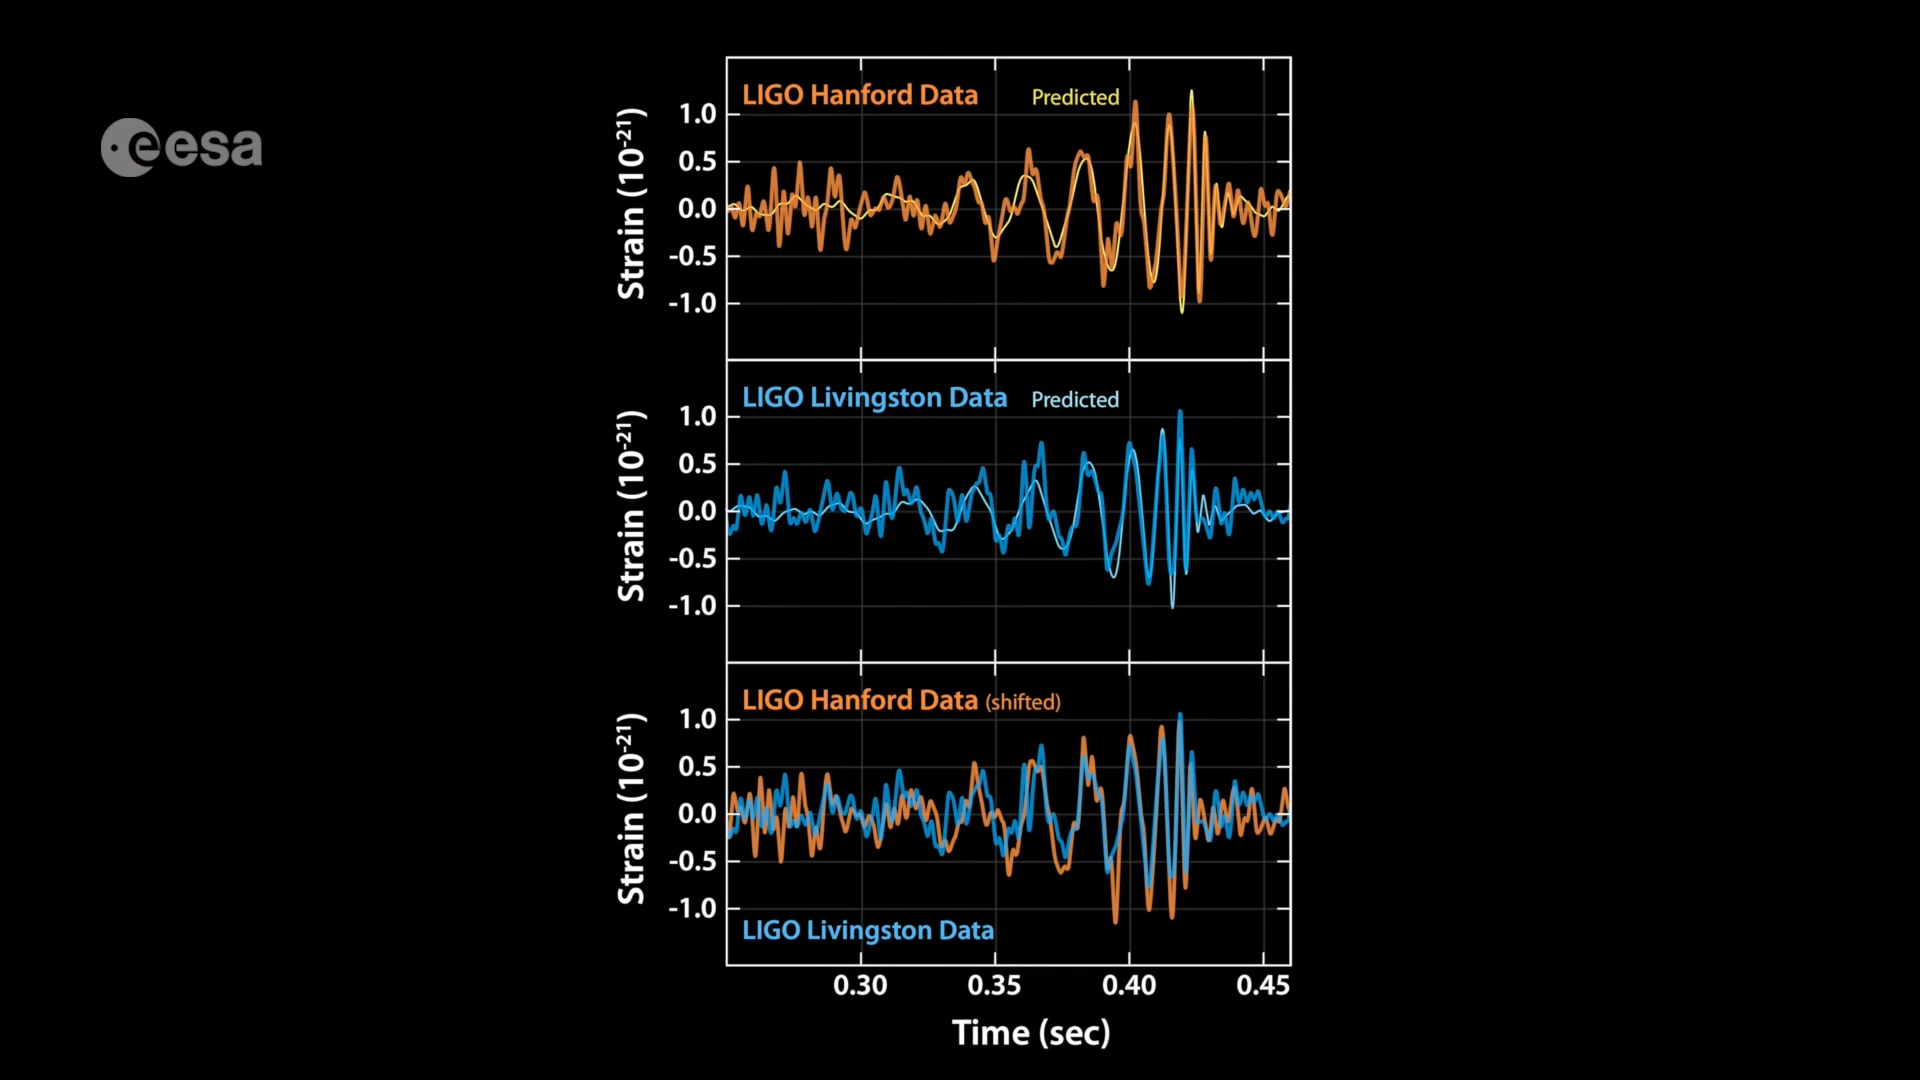 esa
LIGO Hanford Data Predicted
1.0
0.5
0.0
-0.5
-1.0
Strain (10⁻²¹)
LIGO Livingston Data Predicted
1.0
0.5
0.0
-0.5
-1.0
Strain (10⁻²¹)
LIGO Hanford Data (shifted)
1.0
0.5
0.0
-0.5
-1.0
Strain (10⁻²¹)
LIGO Livingston Data
0.30 0.35 0.40 0.45
Time (sec)